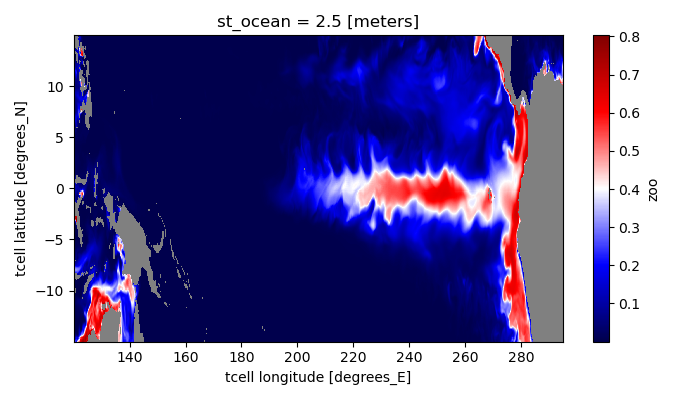 st_ocean = 2.5 [meters]
10
5
0
−5
−10
tcell latitude [degrees_N]
140 160 180 200 220 240 260 280
tcell longitude [degrees_E]
0.8
0.7
0.6
0.5
0.4
0.3
0.2
0.1
zoo